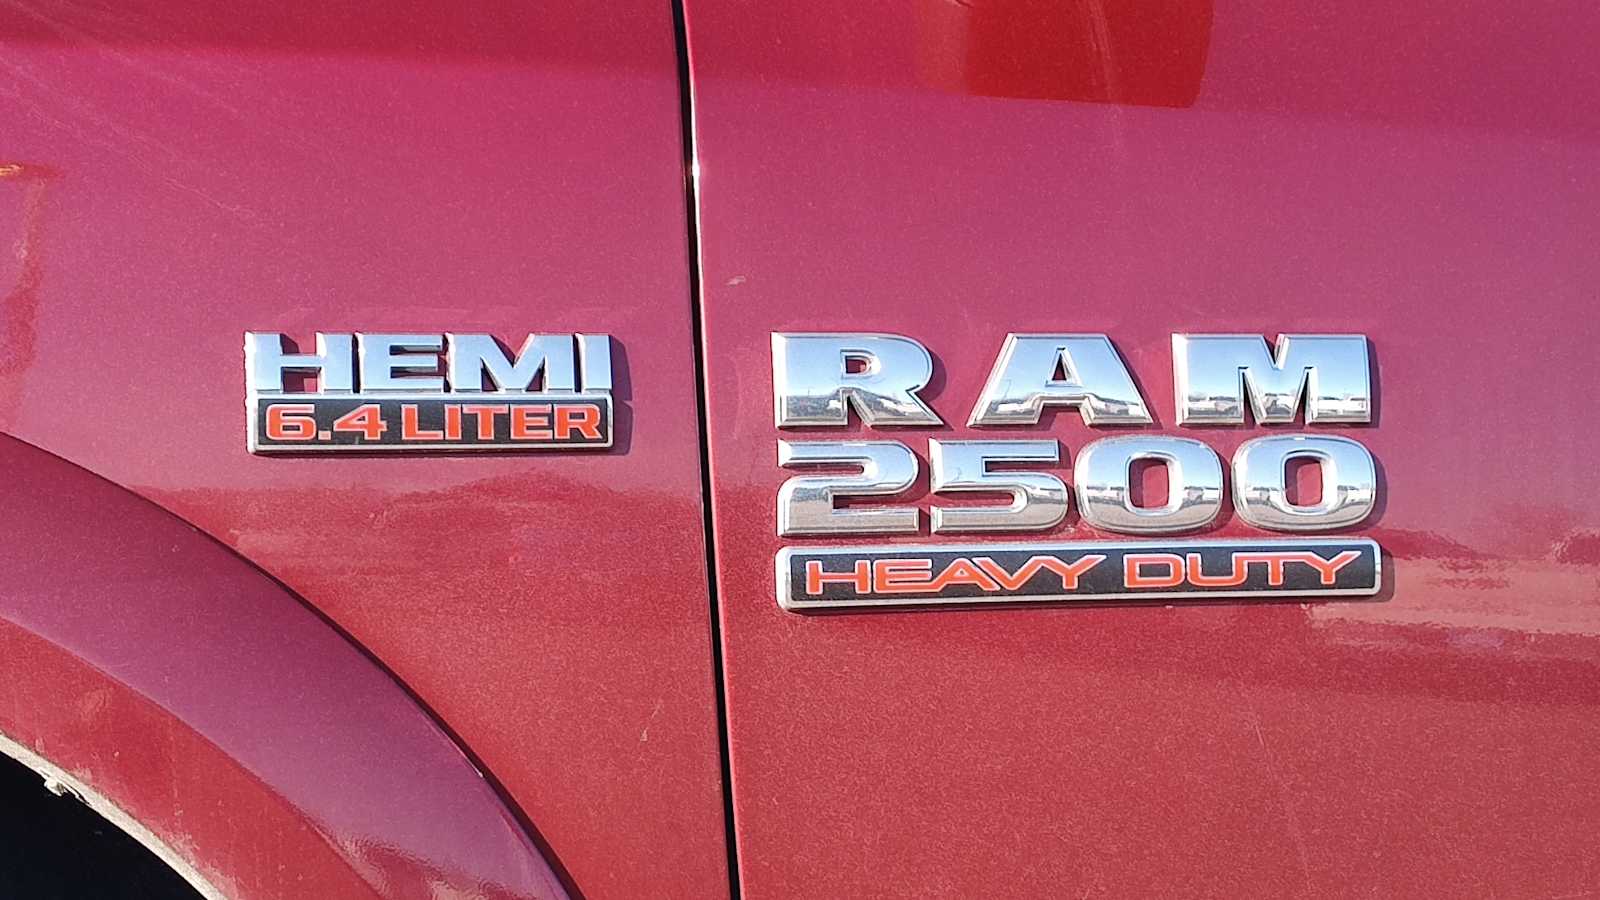 HEMI
6.4 LITER
RAM
2500
HEAVY DUTY